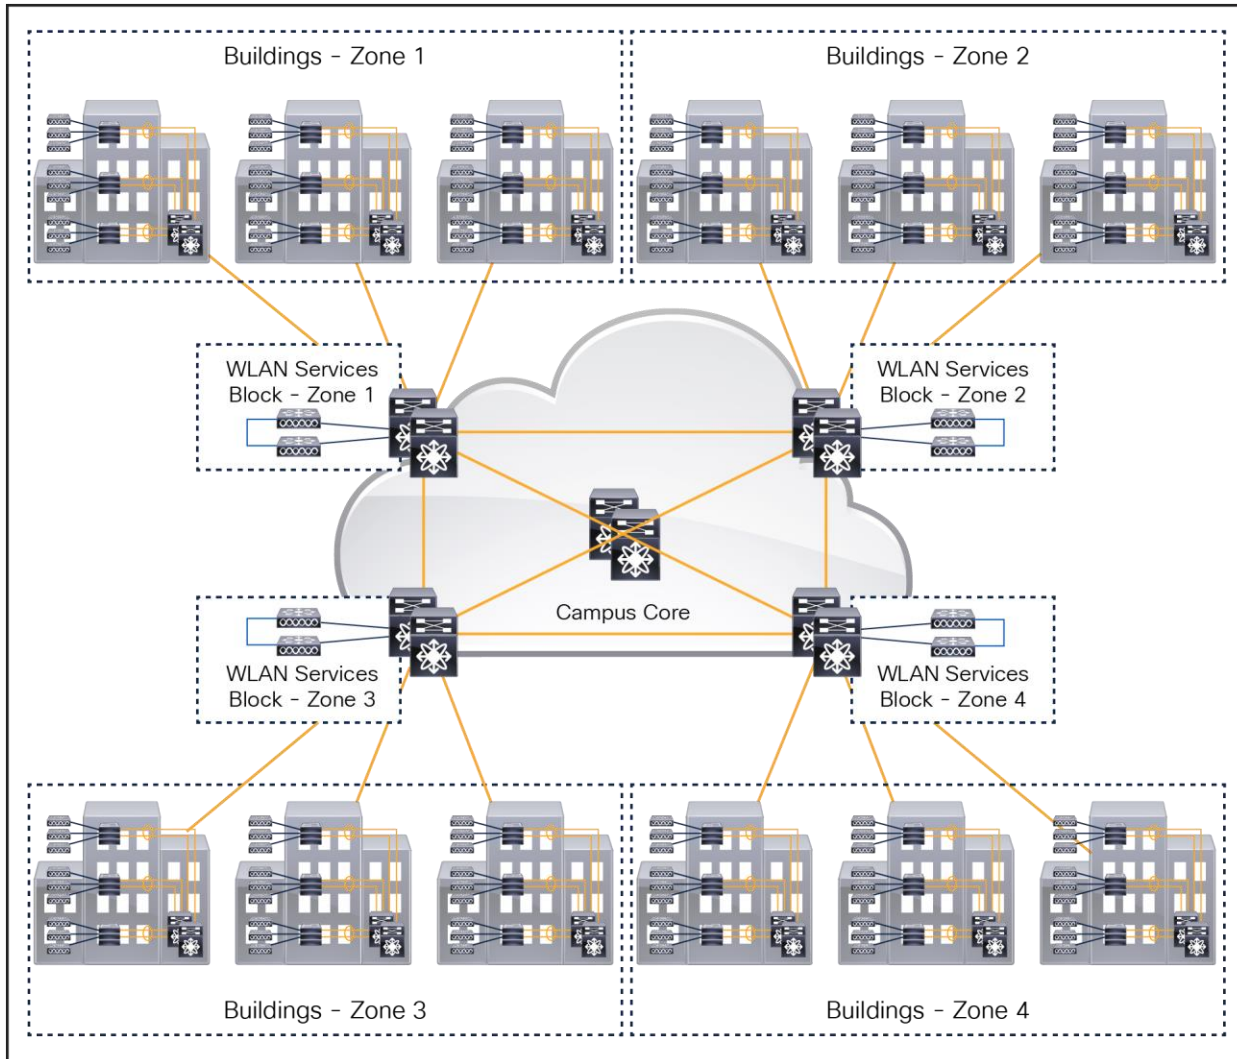 Buildings - Zone 1
Buildings - Zone 2
WLAN Services
Block - Zone 1
WLAN Services
Block - Zone 2
Campus Core
WLAN Services
Block - Zone 3
WLAN Services
Block - Zone 4
Buildings - Zone 3
Buildings - Zone 4